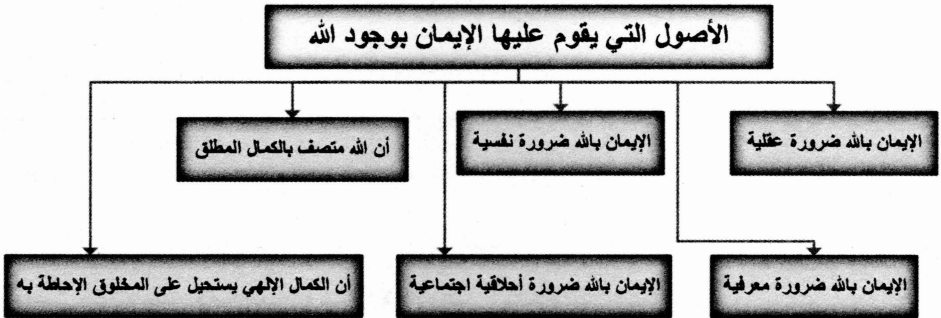 الأصول التي يقوم عليها الإيمان بوجود الله
الإيمان بالله ضرورة عقلية
الإيمان بالله ضرورة نفسية
أن الله متصف بالكمال المطلق
الإيمان بالله ضرورة معرفية
الإيمان بالله ضرورة أخلاقية اجتماعية
أن الكمال الإلهي يستحيل على المخلوق الإحاطة به